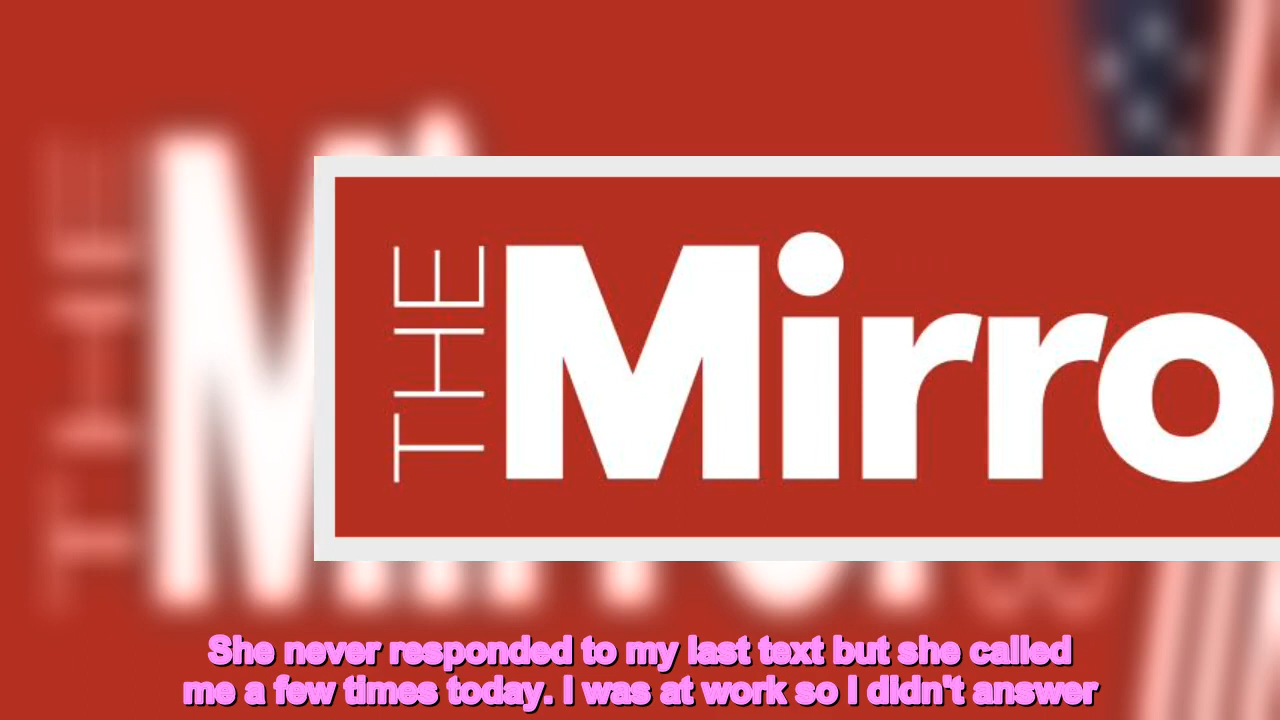 THE Mirro
She never responded to my last text but she called
me a few times today. I was at work so I didn't answer